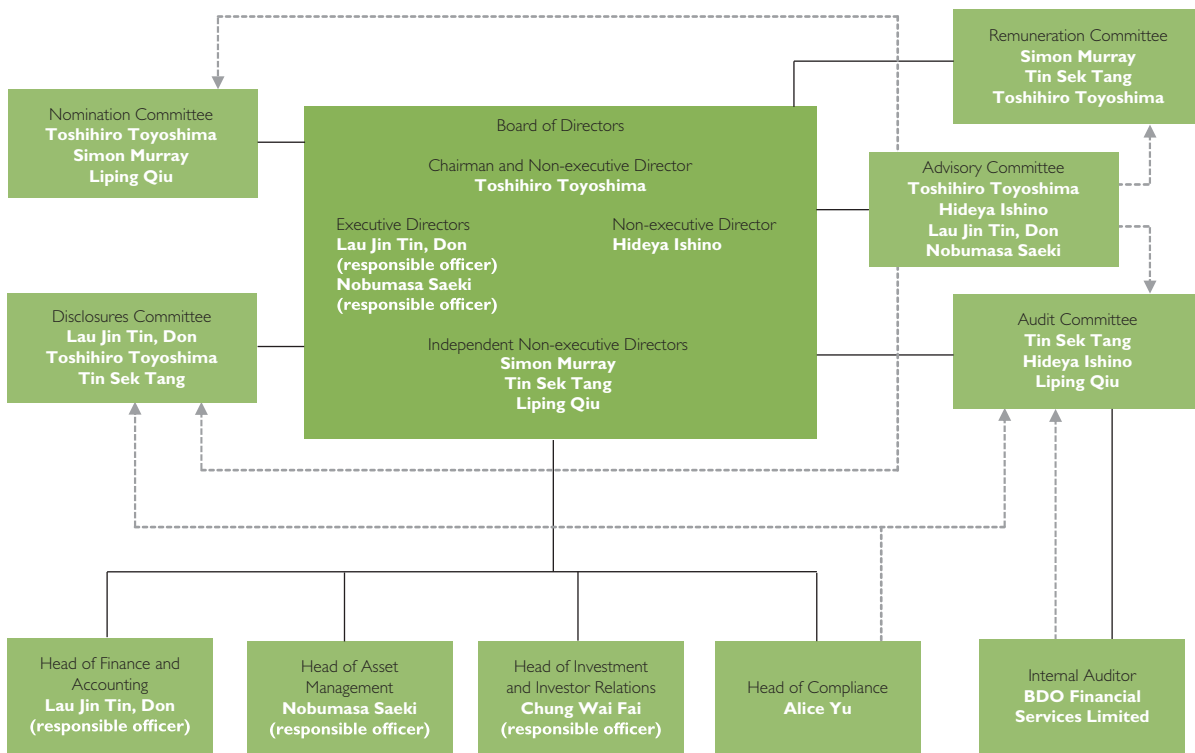 Remuneration Committee
Simon Murray
Tin Sek Tang
Toshihiro Toyoshima
Nomination Committee
Toshihiro Toyoshima
Simon Murray
Liping Qiu
Board of Directors
Chairman and Non-executive Director
Toshihiro Toyoshima
Executive Directors
Lau Jin Tin, Don
(responsible officer)
Nobumasa Saeki
(responsible officer)
Non-executive Director
Hideya Ishino
Independent Non-executive Directors
Simon Murray
Tin Sek Tang
Liping Qiu
Advisory Committee
Toshihiro Toyoshima
Hideya Ishino
Lau Jin Tin, Don
Nobumasa Saeki
Disclosures Committee
Lau Jin Tin, Don
Toshihiro Toyoshima
Tin Sek Tang
Audit Committee
Tin Sek Tang
Hideya Ishino
Liping Qiu
Head of Finance and
Accounting
Lau Jin Tin, Don
(responsible officer)
Head of Asset
Management
Nobumasa Saeki
(responsible officer)
Head of Investment
and Investor Relations
Chung Wai Fai
(responsible officer)
Head of Compliance
Alice Yu
Internal Auditor
BDO Financial
Services Limited